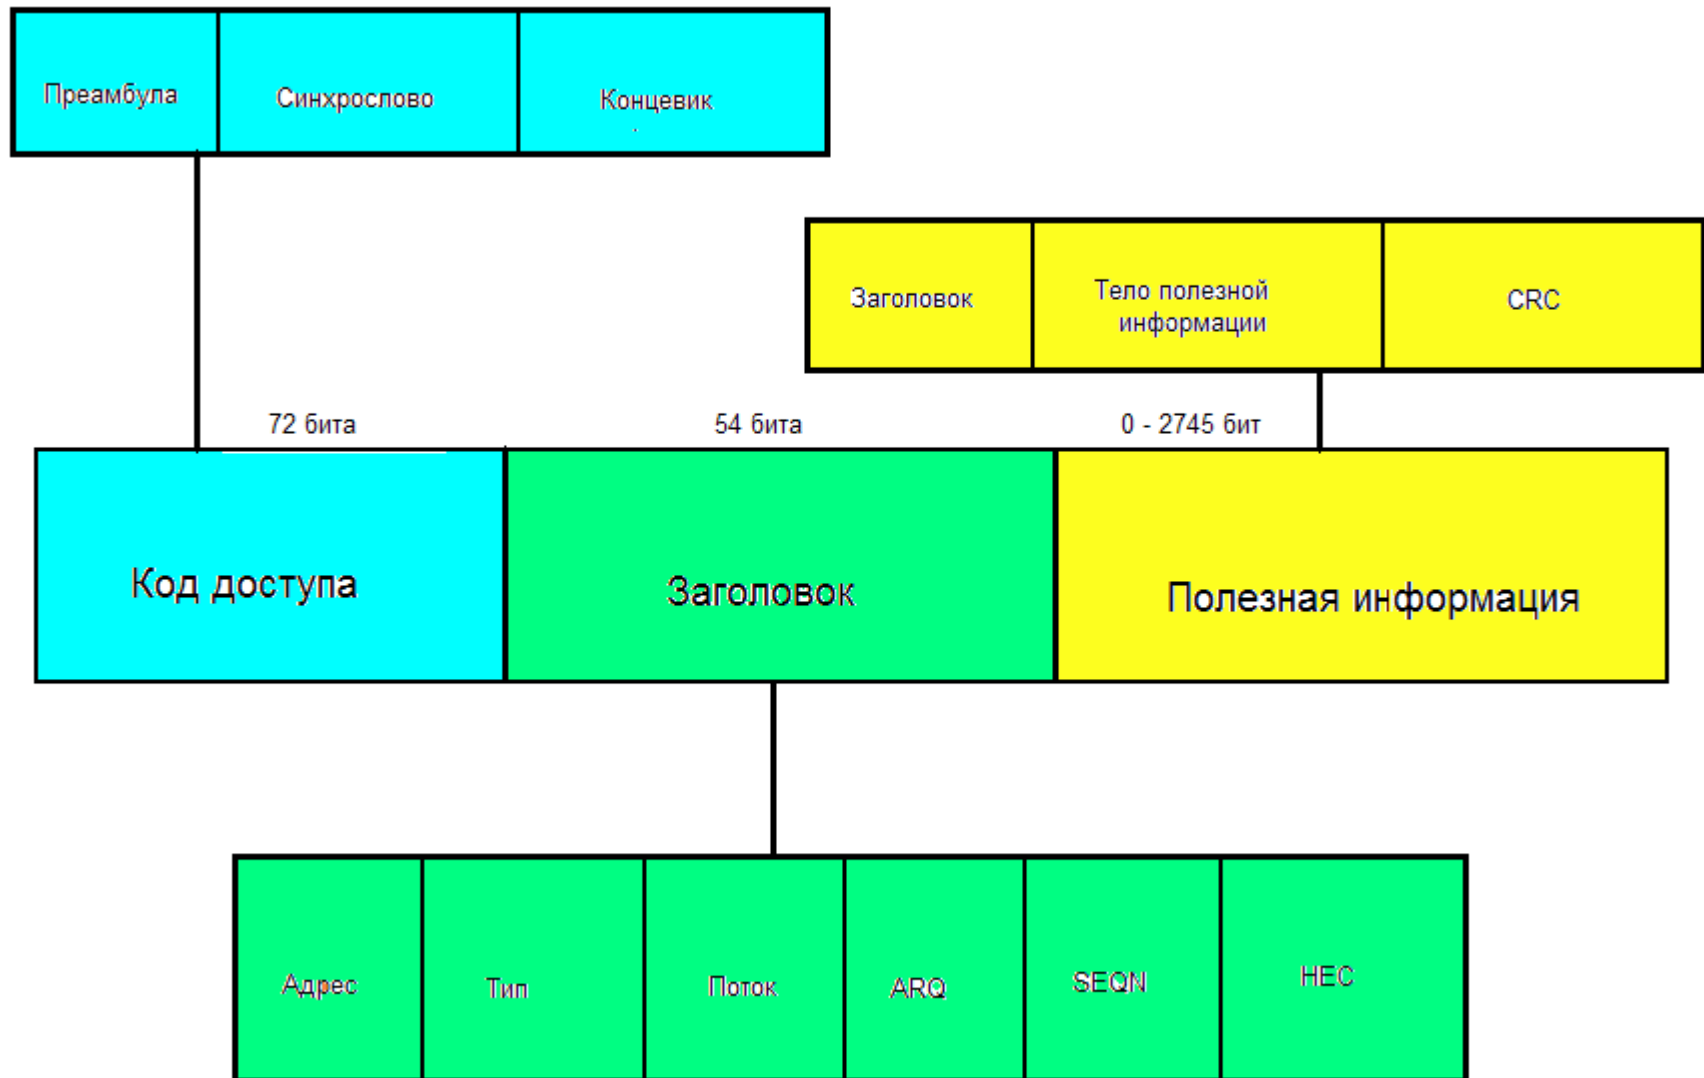 Преамбула
Синхрослово
Концевик
Заголовок
Тело полезной
информации
CRC
72 бита
54 бита
0 - 2745 бит
Код доступа
Заголовок
Полезная информация
Адрес
Тип
Поток
ARQ
SEQN
HEC